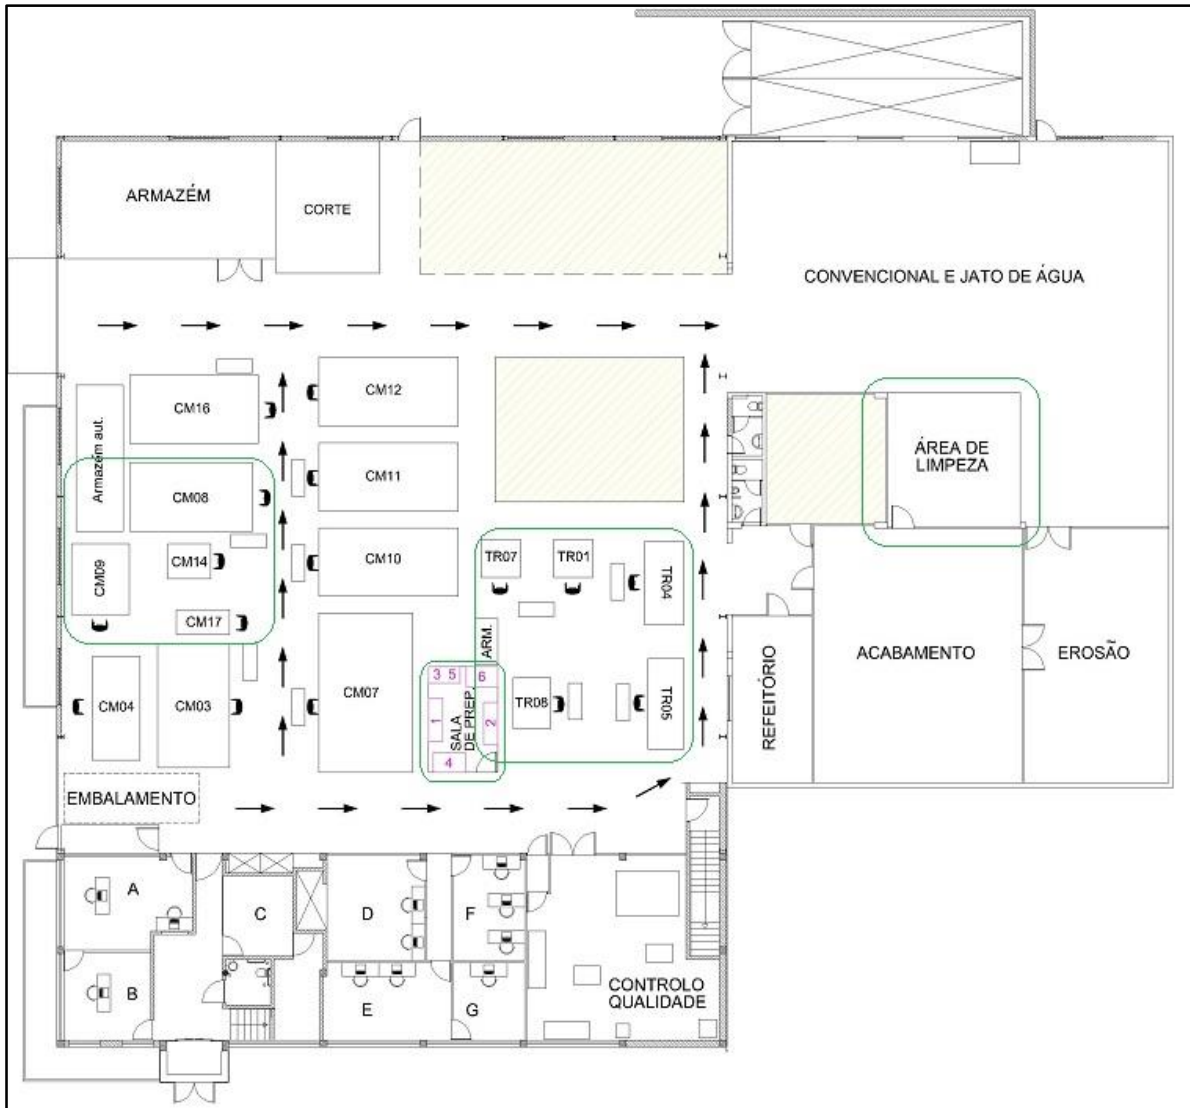 ARMAZÉM
CORTE
CONVENCIONAL E JATO DE ÁGUA
CM16
CM12
Armazém aut.
ÁREA DE
LIMPEZA
CM08
CM11
CM09
CM14
CM10
TR07
TR01
TR04
CM17
ARM.
REFEITÓRIO
ACABAMENTO
EROSÃO
CM04
CM03
CM07
3
5
6
1
SALA
DE PREP.
2
4
TR08
TR05
EMBALAMENTO
A
C
D
F
B
E
G
CONTROLO
QUALIDADE